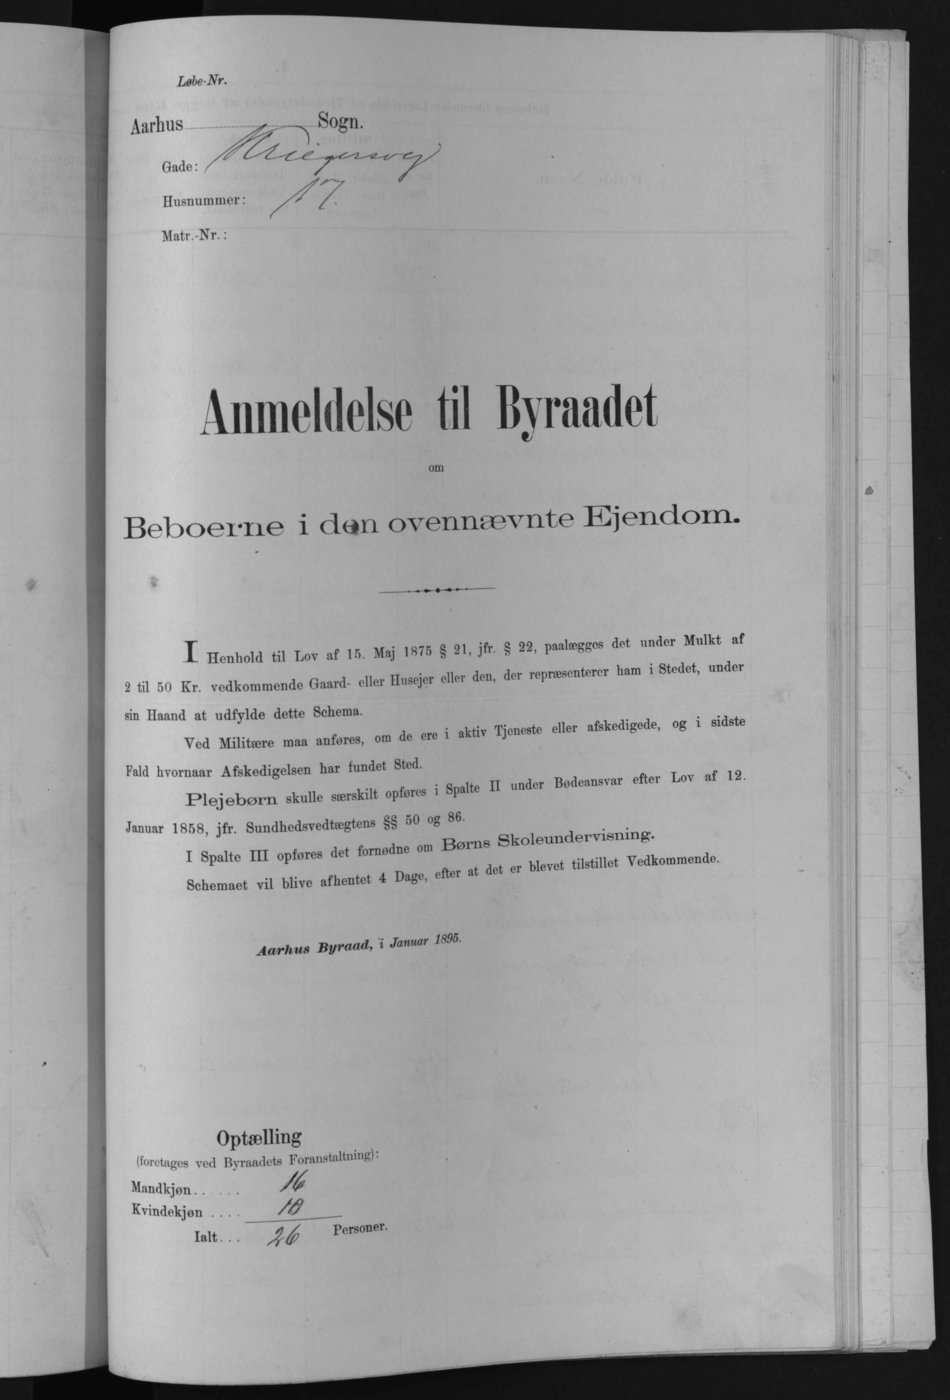 Løbe-Nr.
Aarhus Sogn.
Gade: Kriegersvej
Husnummer: 17.
Matr.-Nr.:
Anmeldelse til Byraadet
om
Beboerne i den ovennævnte Ejendom.
I Henhold til Lov af 15. Maj 1875 § 21, jfr. § 22, paalægges det under Mulkt af
2 til 50 Kr. vedkommende Gaard- eller Husejer eller den, der repræsenterer ham i Stedet, under
sin Haand at udfylde dette Schema.
Ved Militære maa anføres, om de ere i aktiv Tjeneste eller afskedigede, og i sidste
Fald hvornaar Afskedigelsen har fundet Sted.
Plejebørn skulle særskilt opføres i Spalte II under Bødeansvar efter Lov af 12.
Januar 1858, jfr. Sundhedsvedtægtens §§ 50 og 86.
I Spalte III opføres det fornødne om Børns Skoleundervisning.
Schemaet vil blive afhentet 4 Dage, efter at det er blevet tilstillet Vedkommende.
Aarhus Byraad, i Januar 1895.
Optælling
(foretages ved Byraadets Foranstaltning):
Mandkjøn...... 16
Kvindekjøn .... 10
Ialt... 26 Personer.